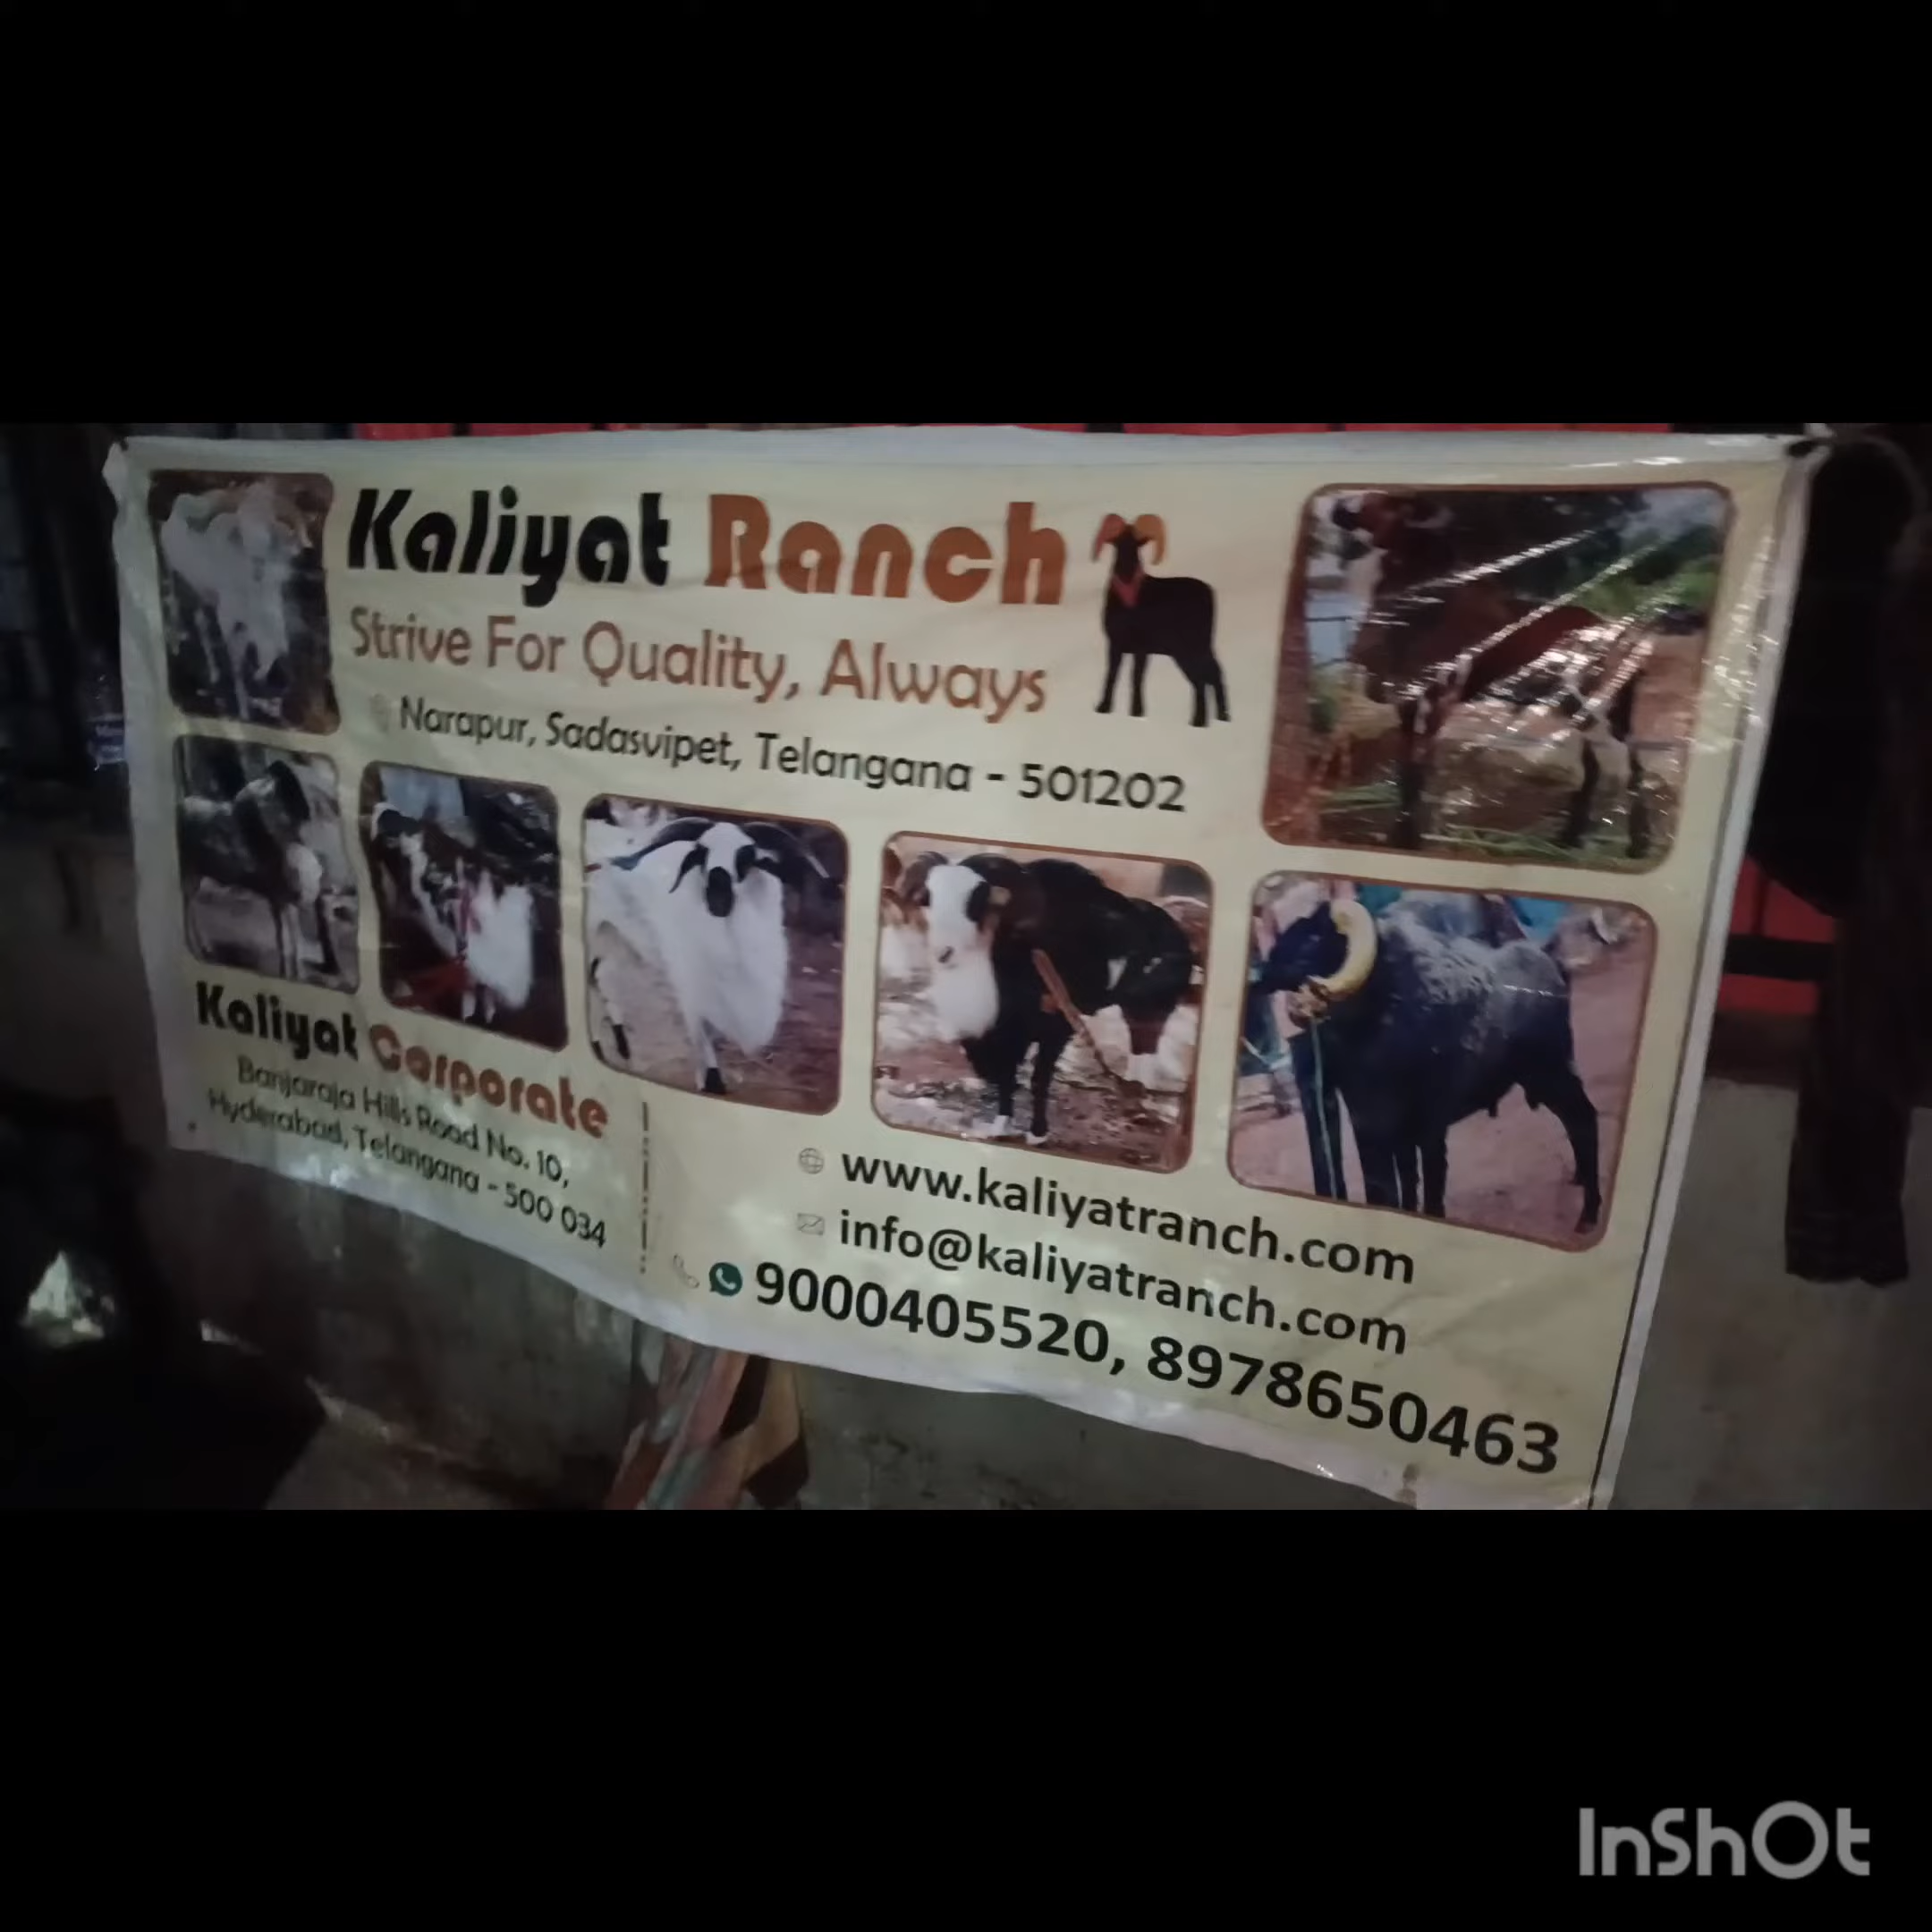 Kaliyat Ranch
Strive For Quality, Always
Narapur, Sadasvipet, Telangana - 501202
Kaliyat Corporate
Banjaraja Hills Road No. 10,
Hyderabad, Telangana - 500 034
www.kaliyatranch.com
info@kaliyatranch.com
9000405520, 8978650463
InShOt